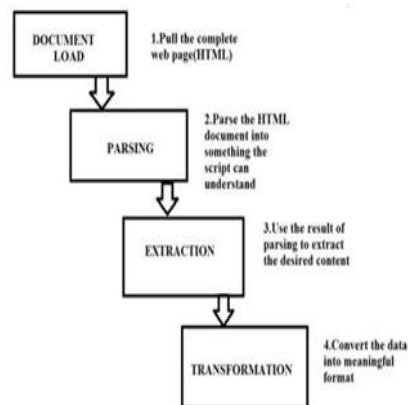 DOCUMENT
LOAD
1.Pull the complete
web page(HTML)
PARSING
2.Parse the HTML
document into
something the
script can
understand
EXTRACTION
3.Use the result of
parsing to extract
the desired content
TRANSFORMATION
4.Convert the data
into meaningful
format